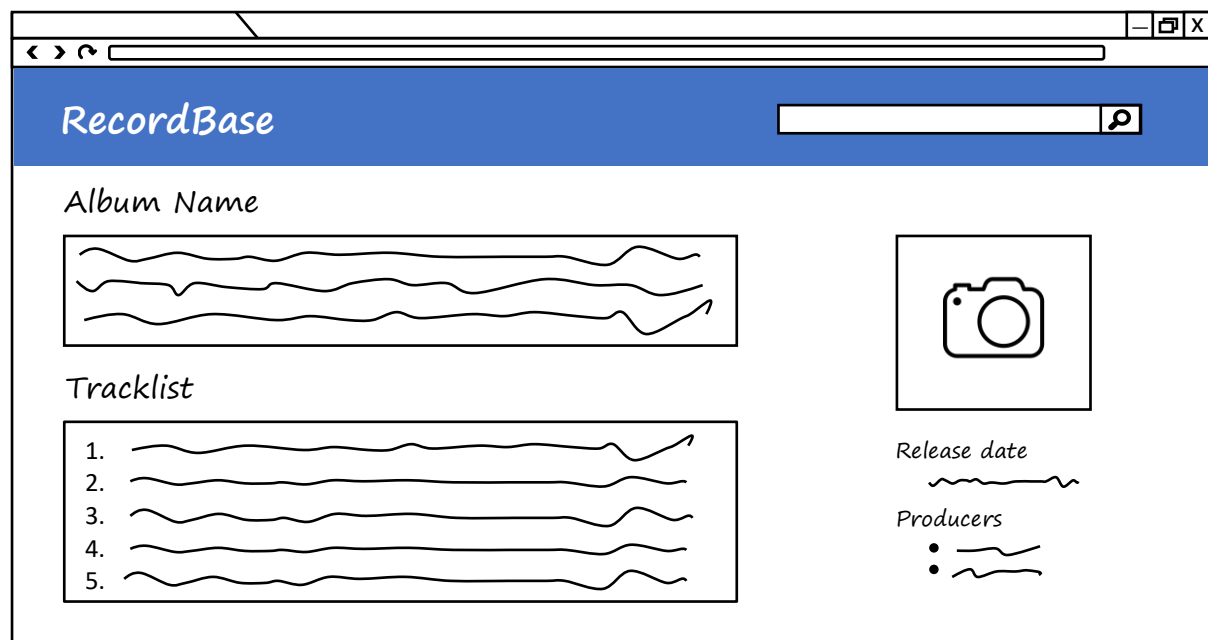 X
RecordBase
Album Name
Tracklist
1.
2.
3.
4.
5.
Release date
Producers